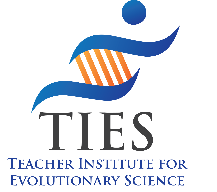 TIES
TEACHER INSTITUTE FOR
EVOLUTIONARY SCIENCE